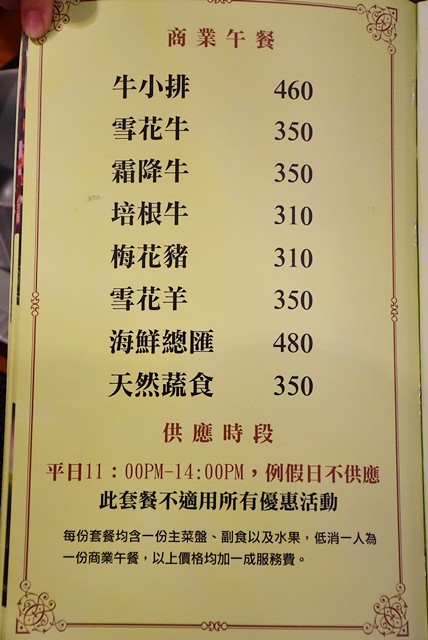 商業午餐
牛小排 460
雪花牛 350
霜降牛 350
培根牛 310
梅花豬 310
雪花羊 350
海鮮總匯 480
天然蔬食 350
供應時段
平日11：00PM-14:00PM，例假日不供應
此套餐不適用所有優惠活動
每份套餐均含一份主菜盤、副食以及水果，低消一人為
一份商業午餐，以上價格均加一成服務費。